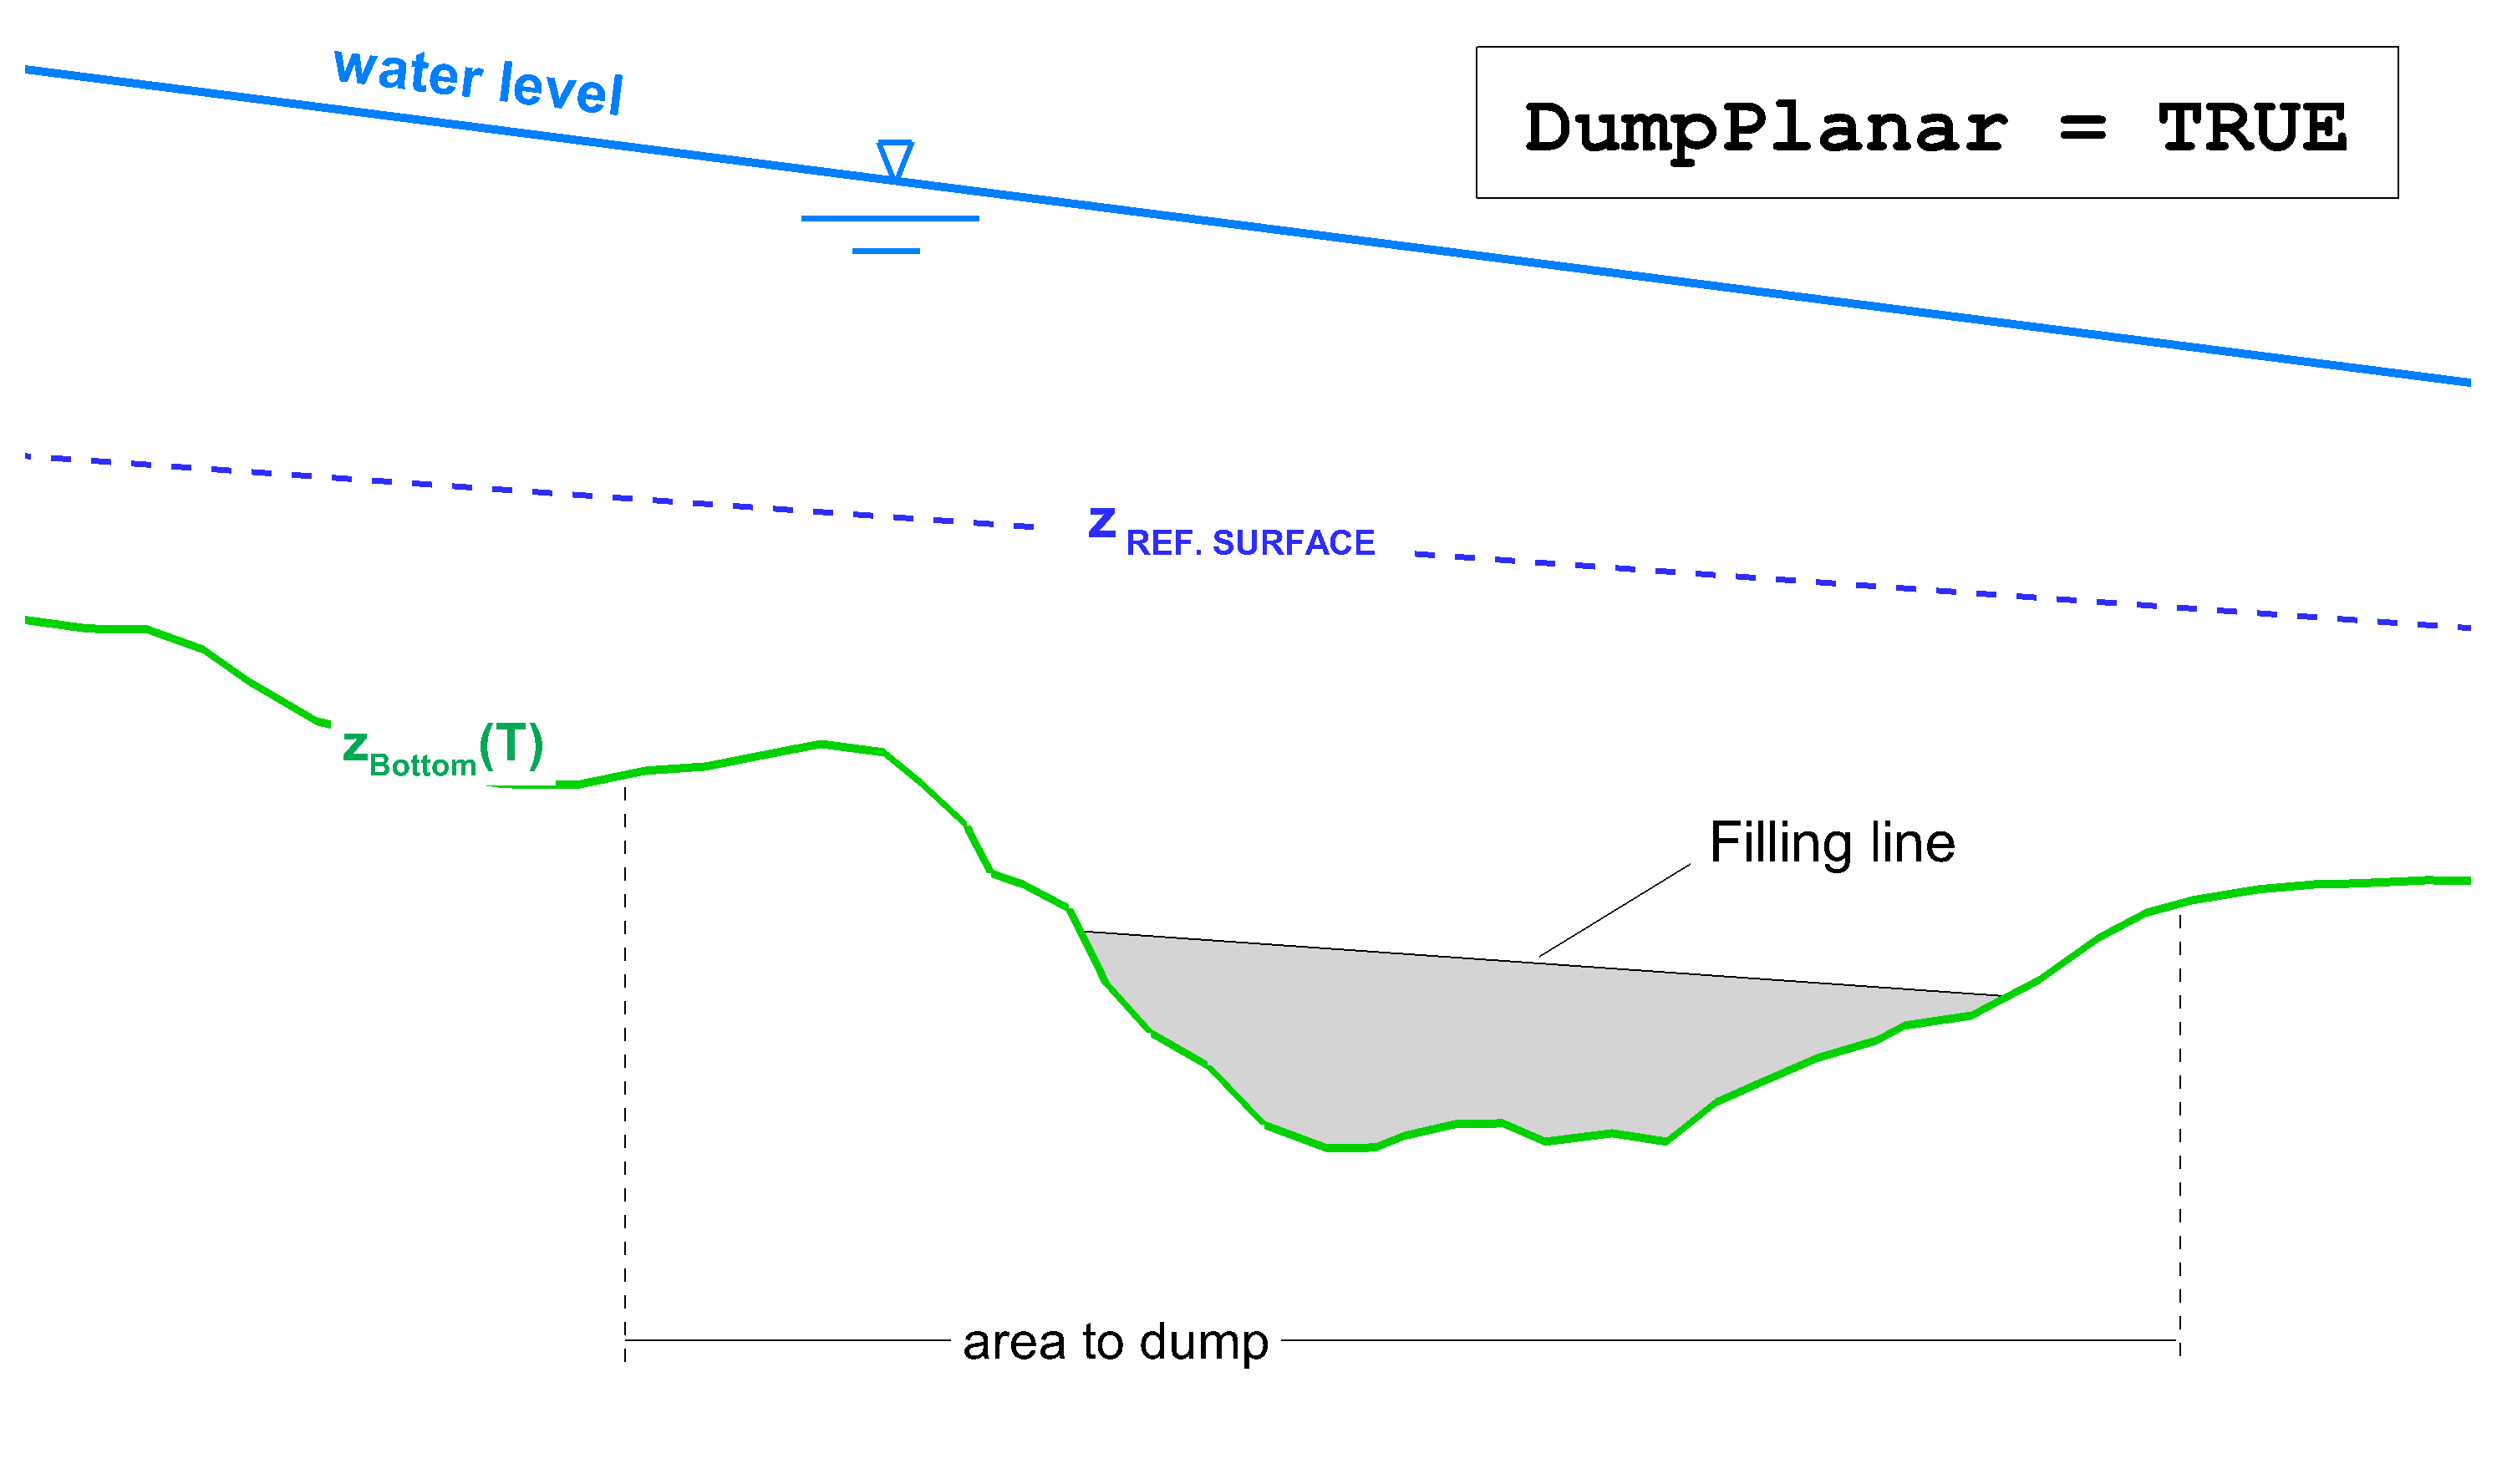 water level
DumpPlanar = TRUE
z REF. SURFACE
zBottom(T)
Filling line
area to dump